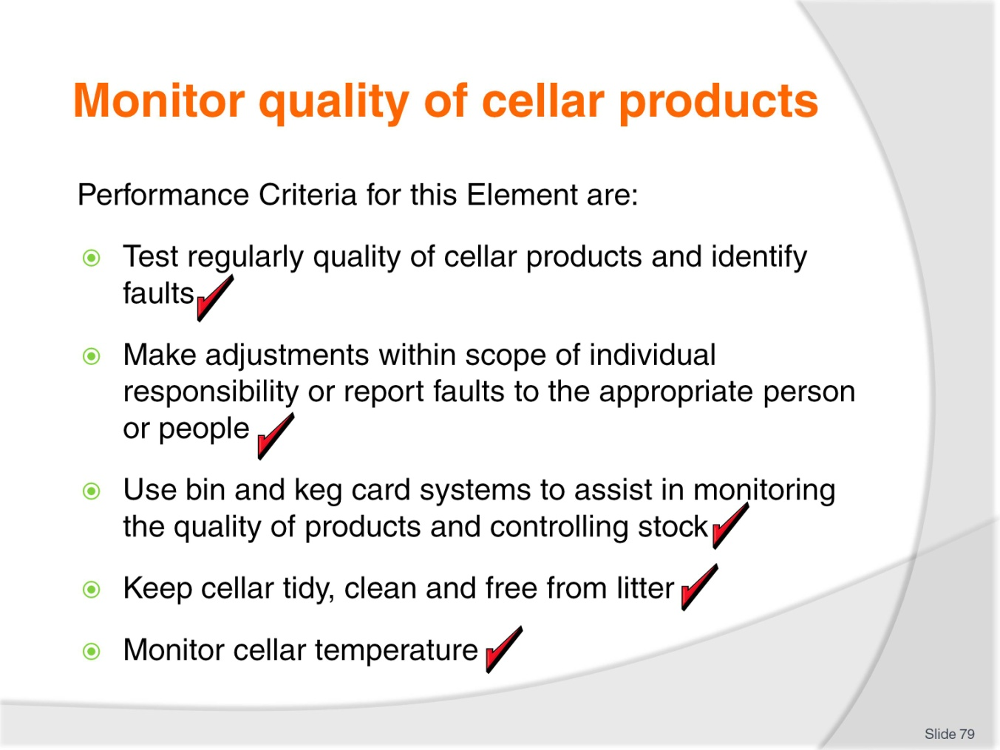 Monitor quality of cellar products
Performance Criteria for this Element are:
Test regularly quality of cellar products and identify
faults
Make adjustments within scope of individual
responsibility or report faults to the appropriate person
or people
Use bin and keg card systems to assist in monitoring
the quality of products and controlling stock
Keep cellar tidy, clean and free from litter
Monitor cellar temperature
Slide 79